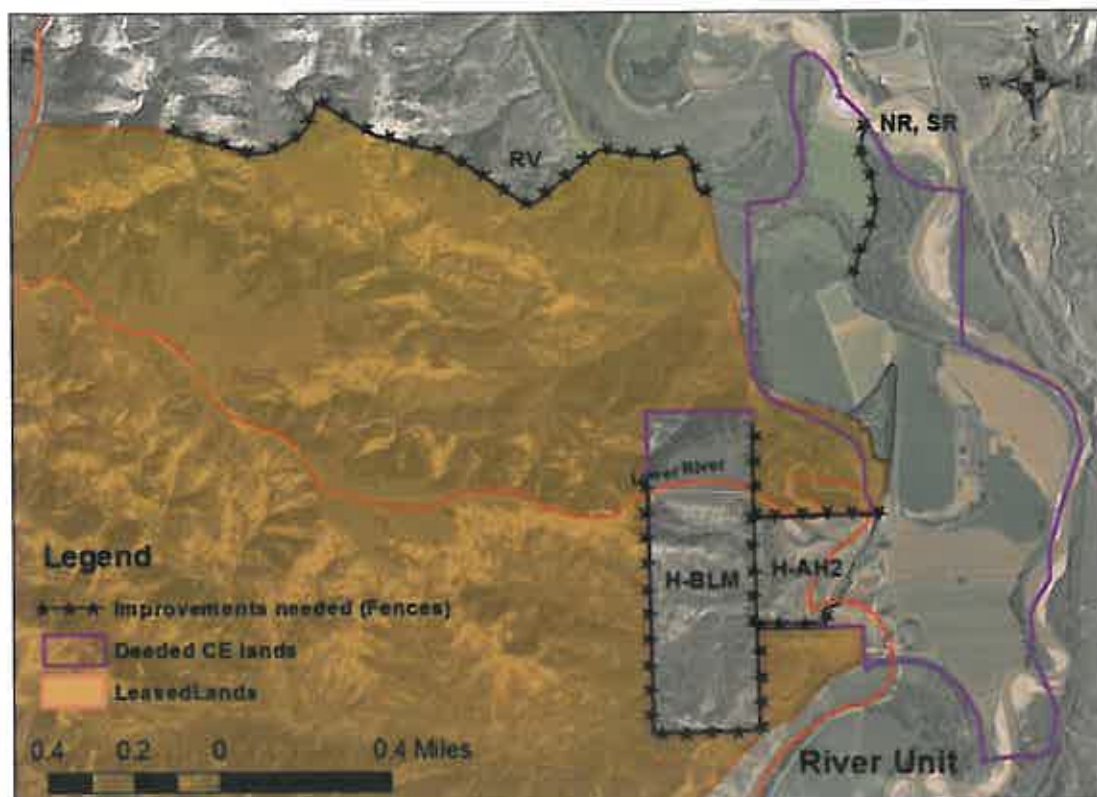 N
W
S
NR, SR
RV
Lower River
H-BLM
H-AH2
Legend
Improvements needed (Fences)
Deeded CE lands
LeasedLands
0.4 0.2 0 0.4 Miles
River Unit